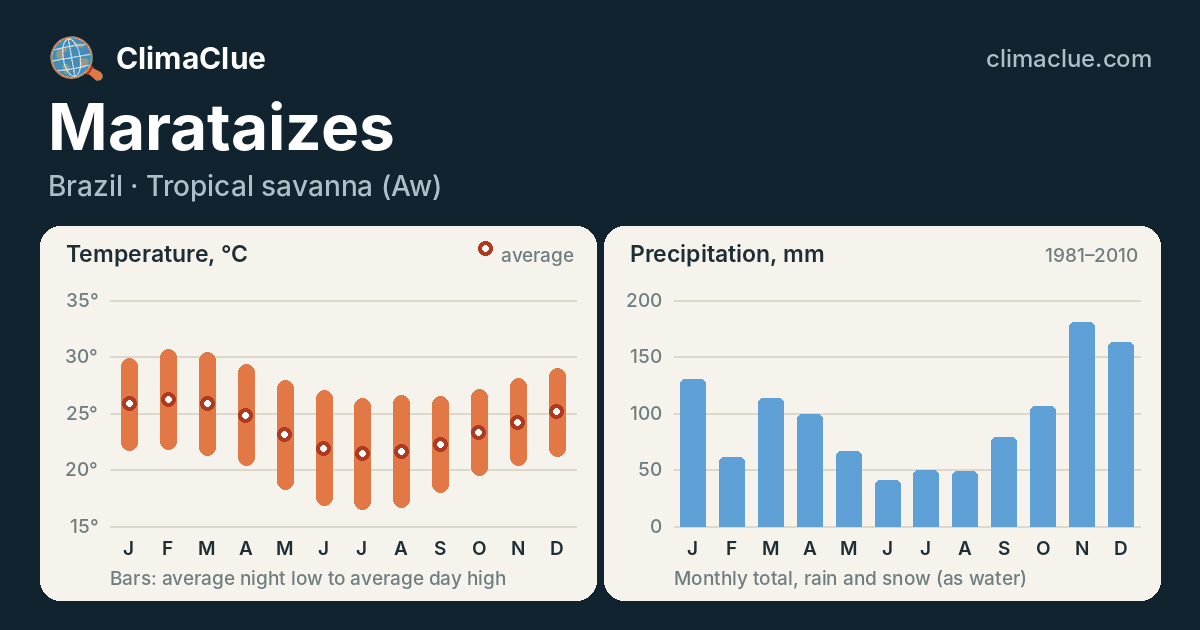 ClimaClue
climaclue.com
Marataizes
Brazil · Tropical savanna (Aw)
Temperature, °C
average
35°
30°
25°
20°
15°
J F M A M J J A S O N D
Bars: average night low to average day high
Precipitation, mm
1981–2010
200
150
100
50
0
J F M A M J J A S O N D
Monthly total, rain and snow (as water)